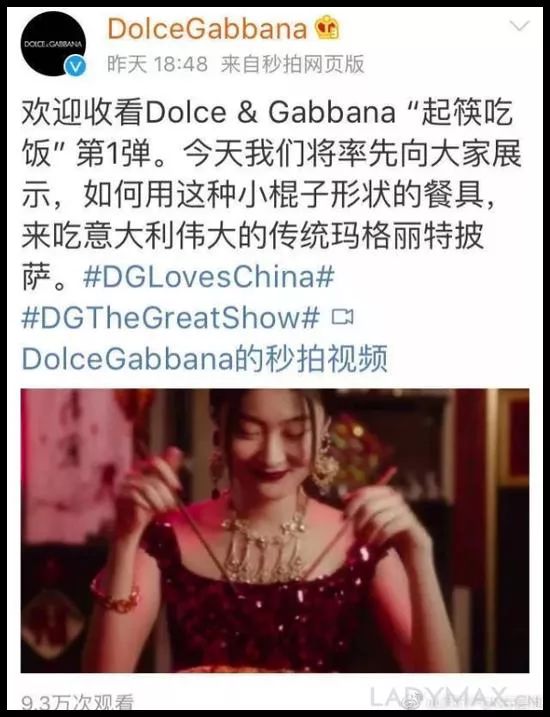 DOLCE & GABBANA
DolceGabbana
昨天 18:48 来自秒拍网页版
欢迎收看Dolce & Gabbana“起筷吃
饭”第1弹。今天我们将率先向大家展
示，如何用这种小棍子形状的餐具，
来吃意大利伟大的传统玛格丽特披
萨。#DGLovesChina#
#DGTheGreatShow#
DolceGabbana的秒拍视频
9.3万次观看
LADYMAX.CN